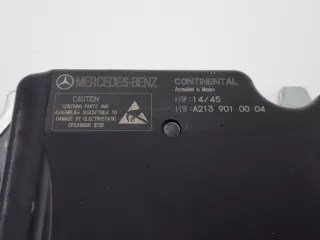 MERCEDES-BENZ
CONTINENTAL
Assembled in Mexico
CAUTION
CONTAINS PARTS AND
ASSEMBLIES SUSCEPTIBLE TO
DAMAGE BY ELECTROSTATIC
DISCHARGE (ESD)
HW:14/45
HW:A213 901 00 04